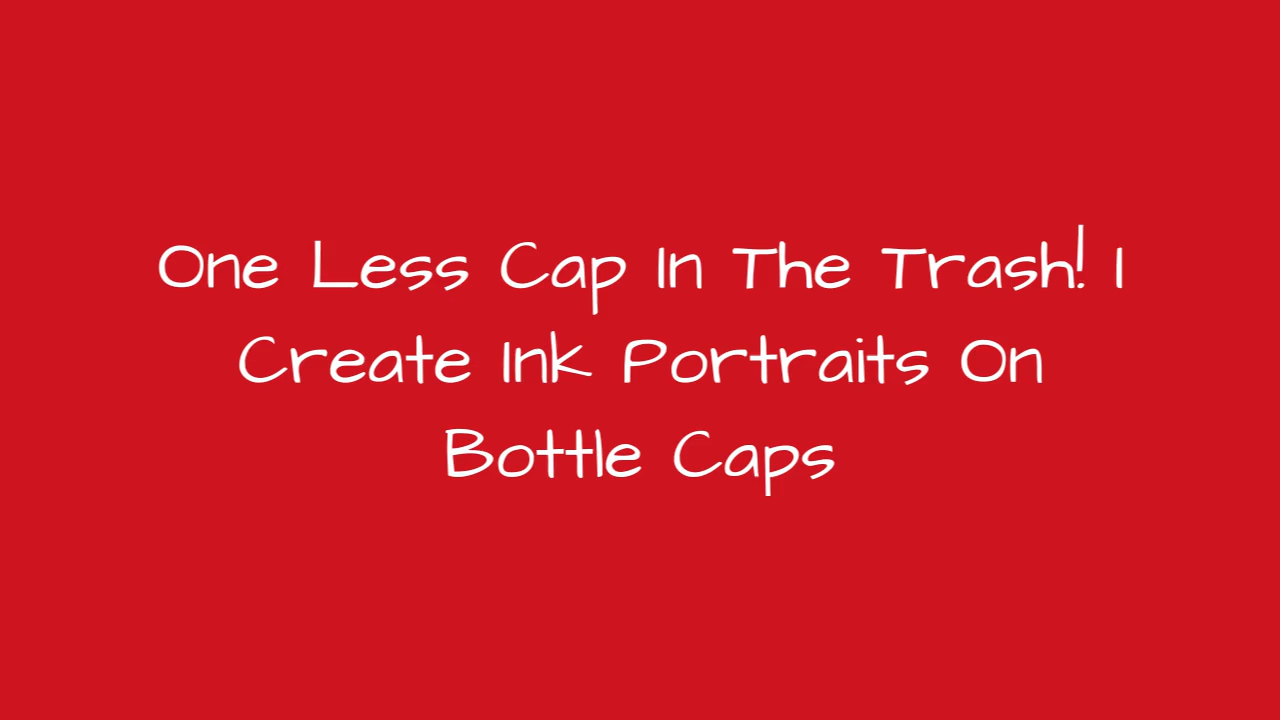 One Less Cap In The Trash! I
Create Ink Portraits On
Bottle Caps